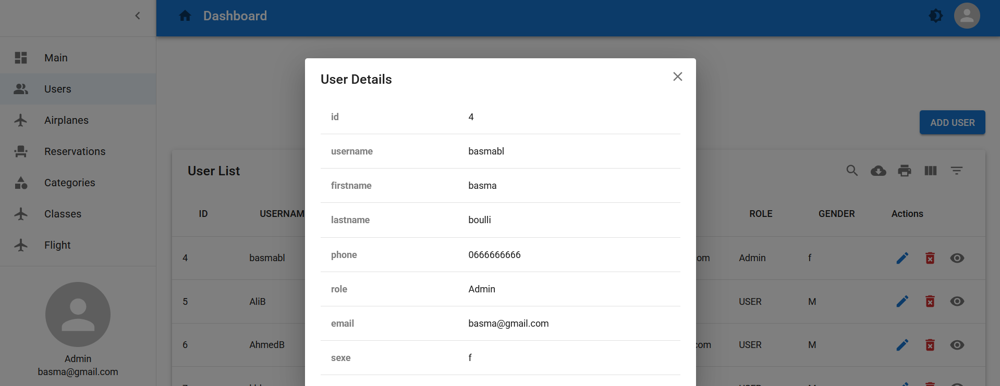 Dashboard
Main
Users
Airplanes
Reservations
Categories
Classes
Flight
Admin
basma@gmail.com
ADD USER
User List
ID USERNAM ROLE GENDER Actions
4 basmabl om Admin f
5 AliB USER M
6 AhmedB com USER M
User Details
id 4
username basmabl
firstname basma
lastname boulli
phone 0666666666
role Admin
email basma@gmail.com
sexe f